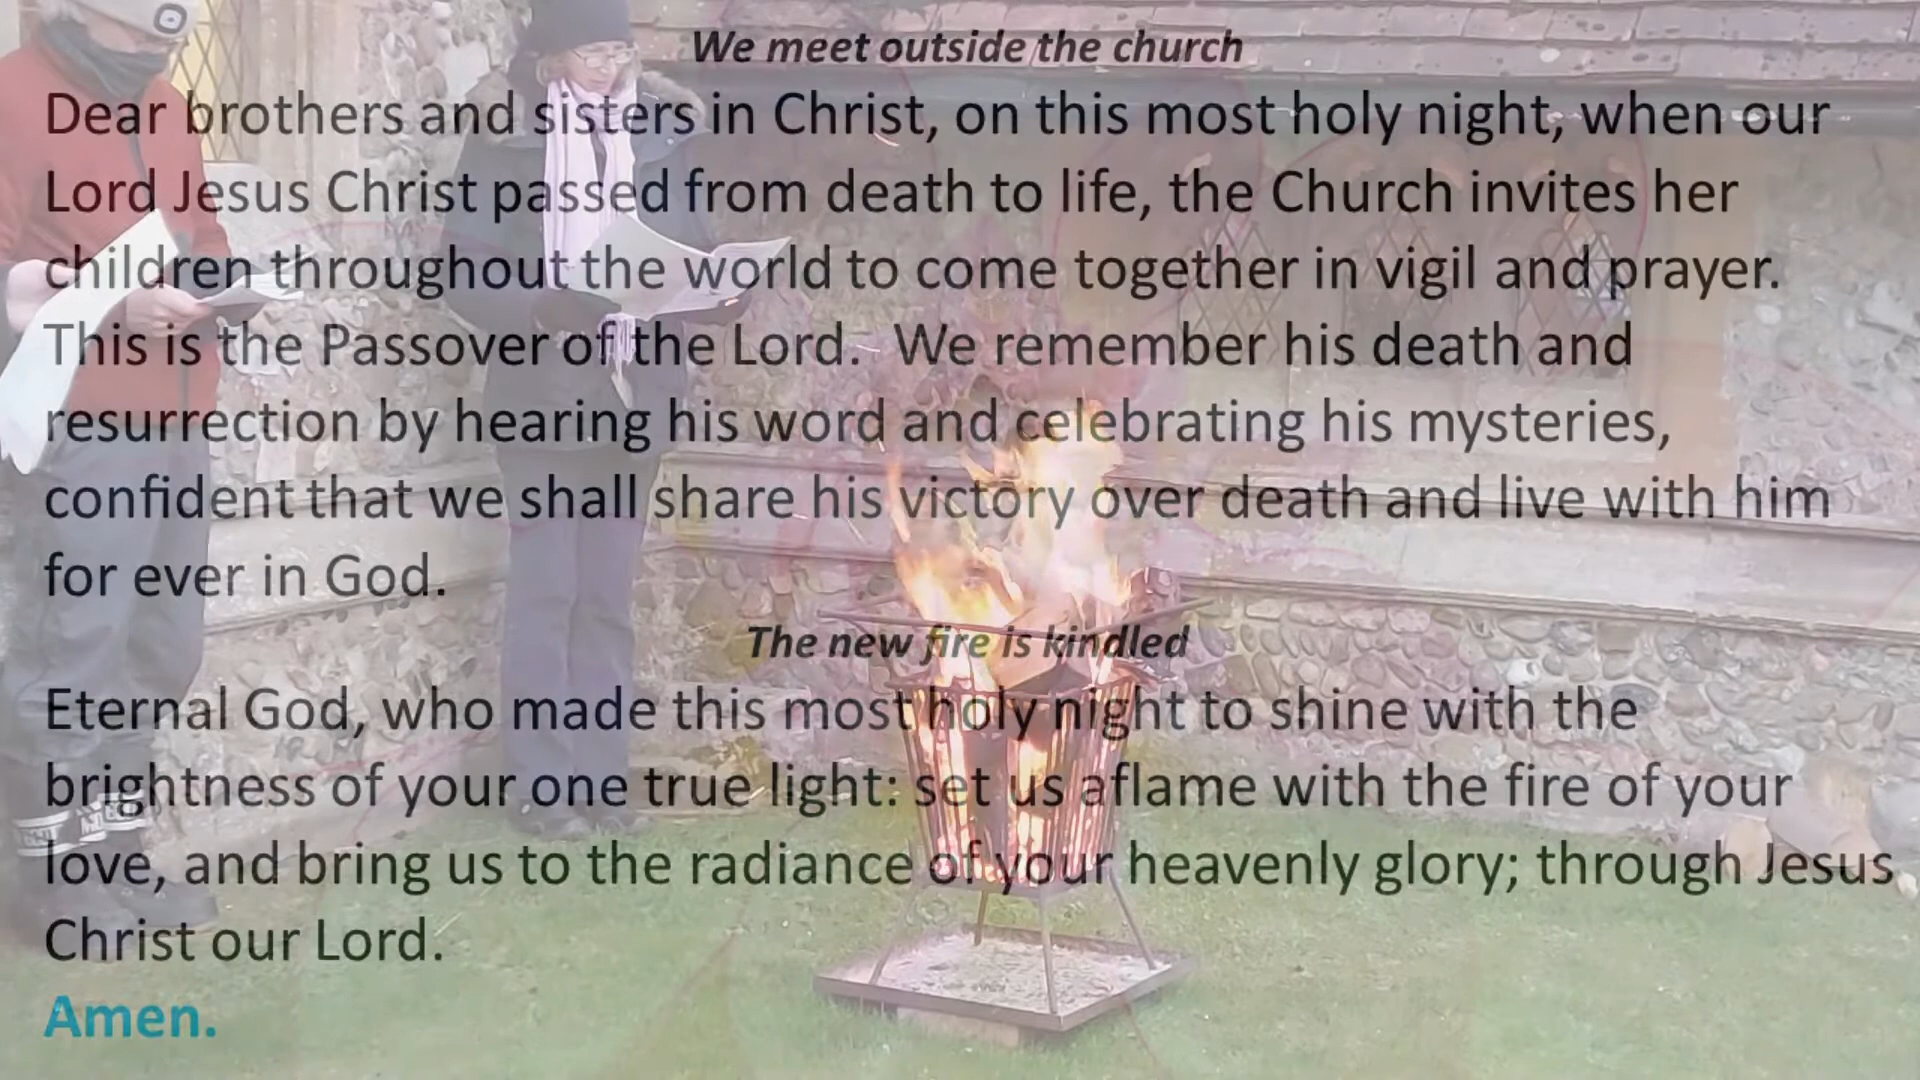 We meet outside the church
Dear brothers and sisters in Christ, on this most holy night, when our
Lord Jesus Christ passed from death to life, the Church invites her
children throughout the world to come together in vigil and prayer.
This is the Passover of the Lord.  We remember his death and
resurrection by hearing his word and celebrating his mysteries,
confident that we shall share his victory over death and live with him
for ever in God.
The new fire is kindled
Eternal God, who made this most holy night to shine with the
brightness of your one true light: set us aflame with the fire of your
love, and bring us to the radiance of your heavenly glory; through Jesus
Christ our Lord.
Amen.